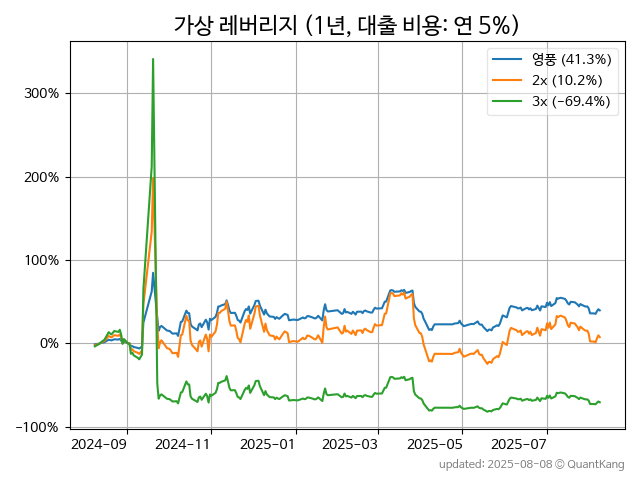 가상 레버리지 (1년, 대출 비용: 연 5%)
영풍 (41.3%)
2x (10.2%)
3x (−69.4%)
300%
200%
100%
0%
−100%
2024-09 2024-11 2025-01 2025-03 2025-05 2025-07
updated: 2025-08-08 © QuantKang